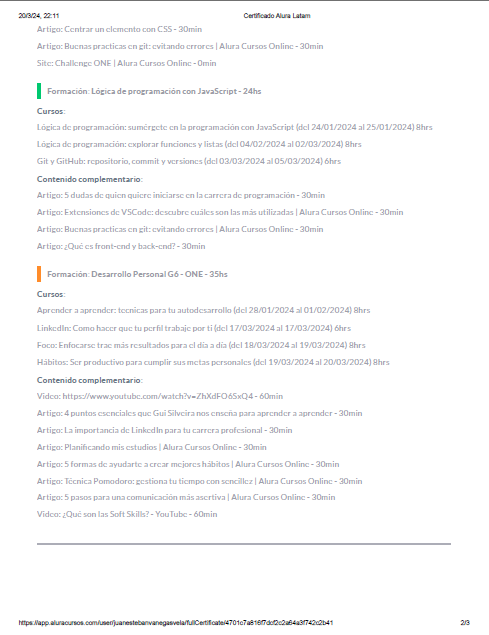 20/3/24, 22:11 Certificado Alura Latam
Artigo: Centrar un elemento con CSS - 30min
Artigo: Buenas practicas en git: evitando errores | Alura Cursos Online - 30min
Site: Challenge ONE | Alura Cursos Online - 0min
Formación: Lógica de programación con JavaScript - 24hs
Cursos:
Lógica de programación: sumérgete en la programación con JavaScript (del 24/01/2024 al 25/01/2024) 8hrs
Lógica de programación: explorar funciones y listas (del 04/02/2024 al 02/03/2024) 8hrs
Git y GitHub: repositorio, commit y versiones (del 03/03/2024 al 05/03/2024) 6hrs
Contenido complementario:
Artigo: 5 dudas de quien quiere iniciarse en la carrera de programación - 30min
Artigo: Extensiones de VSCode: descubre cuáles son las más utilizadas | Alura Cursos Online - 30min
Artigo: Buenas practicas en git: evitando errores | Alura Cursos Online - 30min
Artigo: ¿Qué es front-end y back-end? - 30min
Formación: Desarrollo Personal G6 - ONE - 35hs
Cursos:
Aprender a aprender: tecnicas para tu autodesarrollo (del 28/01/2024 al 01/02/2024) 8hrs
LinkedIn: Como hacer que tu perfil trabaje por ti (del 17/03/2024 al 17/03/2024) 6hrs
Foco: Enfocarse trae más resultados para el día a día (del 18/03/2024 al 19/03/2024) 8hrs
Hábitos: Ser productivo para cumplir sus metas personales (del 19/03/2024 al 20/03/2024) 8hrs
Contenido complementario:
Video: https://www.youtube.com/watch?v=ZhXdFO6SxQ4 - 60min
Artigo: 4 puntos esenciales que Gui Silveira nos enseña para aprender a aprender - 30min
Artigo: La importancia de LinkedIn para tu carrera profesional - 30min
Artigo: Planificando mis estudios | Alura Cursos Online - 30min
Artigo: 5 formas de ayudarte a crear mejores hábitos | Alura Cursos Online - 30min
Artigo: Técnica Pomodoro: gestiona tu tiempo con sencillez | Alura Cursos Online - 30min
Artigo: 5 pasos para una comunicación más asertiva | Alura Cursos Online - 30min
Video: ¿Qué son las Soft Skills? - YouTube - 60min
https://app.aluracursos.com/user/juanestebanvanegasvela/fullCertificate/4701c7a816f7dcf2c2a64a3f742c2b41 2/3